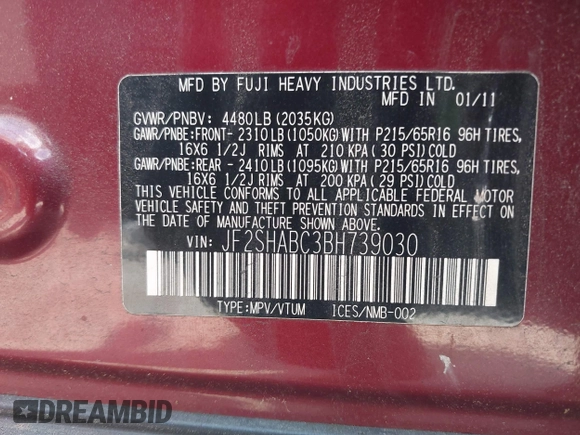 MFD BY FUJI HEAVY INDUSTRIES LTD.
MFD IN 01/11
GVWR/PNBV: 4480LB (2035KG)
GAWR/PNBE:FRONT- 2310LB (1050KG) WITH P215/65R16 96H TIRES,
16X6 1/2J RIMS AT 210 KPA ( 30 PSI) COLD
GAWR/PNBE:REAR - 2410LB (1095KG) WITH P215/65R16 96H TIRES,
16X6 1/2J RIMS AT 200 KPA ( 29 PSI) COLD
THIS VEHICLE CONFORMS TO ALL APPLICABLE FEDERAL MOTOR
VEHICLE SAFETY AND THEFT PREVENTION STANDARDS IN EFFECT ON
THE DATE OF MANUFACTURE SHOWN ABOVE.
VIN: JF2SHABC3BH739030
TYPE:MPV/VTUM ICES/NMB-002
DREAMBID